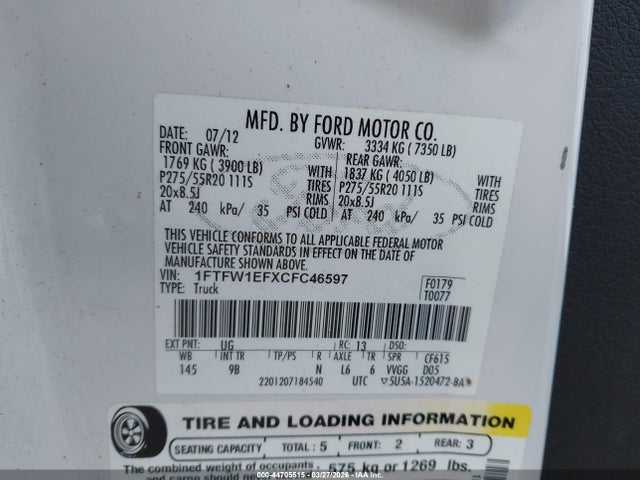 MFD. BY FORD MOTOR CO.
DATE: 07/12 GVWR: 3334 KG (7350 LB)
FRONT GAWR: REAR GAWR:
1769 KG (3900 LB) WITH 1837 KG (4050 LB) WITH
P275/55R20 111S TIRES P275/55R20 111S TIRES
20x8.5J RIMS 20x8.5J RIMS
AT 240 kPa/ 35 PSI COLD AT 240 kPa/ 35 PSI COLD
THIS VEHICLE CONFORMS TO ALL APPLICABLE FEDERAL MOTOR
VEHICLE SAFETY STANDARDS IN EFFECT ON THE DATE OF
MANUFACTURE SHOWN ABOVE.
VIN: 1FTFW1EFXCFC46597 F0179
TYPE: Truck T0077
EXT PNT: UG RC: 13 DSO:
WB INT TR TP/PS R AXLE TR SPR CF615
145 9B N L6 6 VVGG D05
2201207184540 UTC 5U5A-1520472-8A
TIRE AND LOADING INFORMATION
SEATING CAPACITY TOTAL: 5 FRONT: 2 REAR: 3
The combined weight of occupants 575 kg or 1269 lbs.
and cargo should
44705515 - 03/27/2026 - IAAI.com